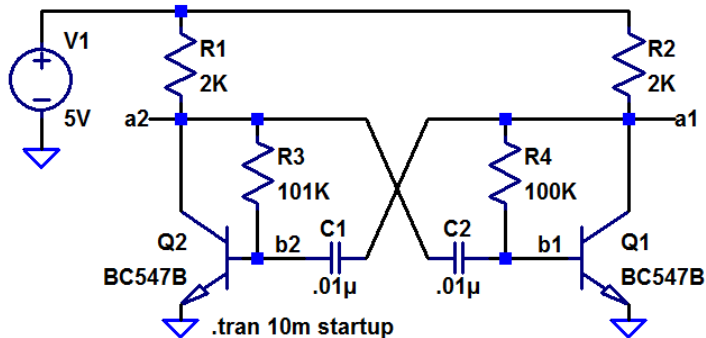 V1
5V
R1
2K
R2
2K
a2
a1
R3
101K
R4
100K
C1
.01µ
C2
.01µ
b2
b1
Q2
BC547B
Q1
BC547B
.tran 10m startup